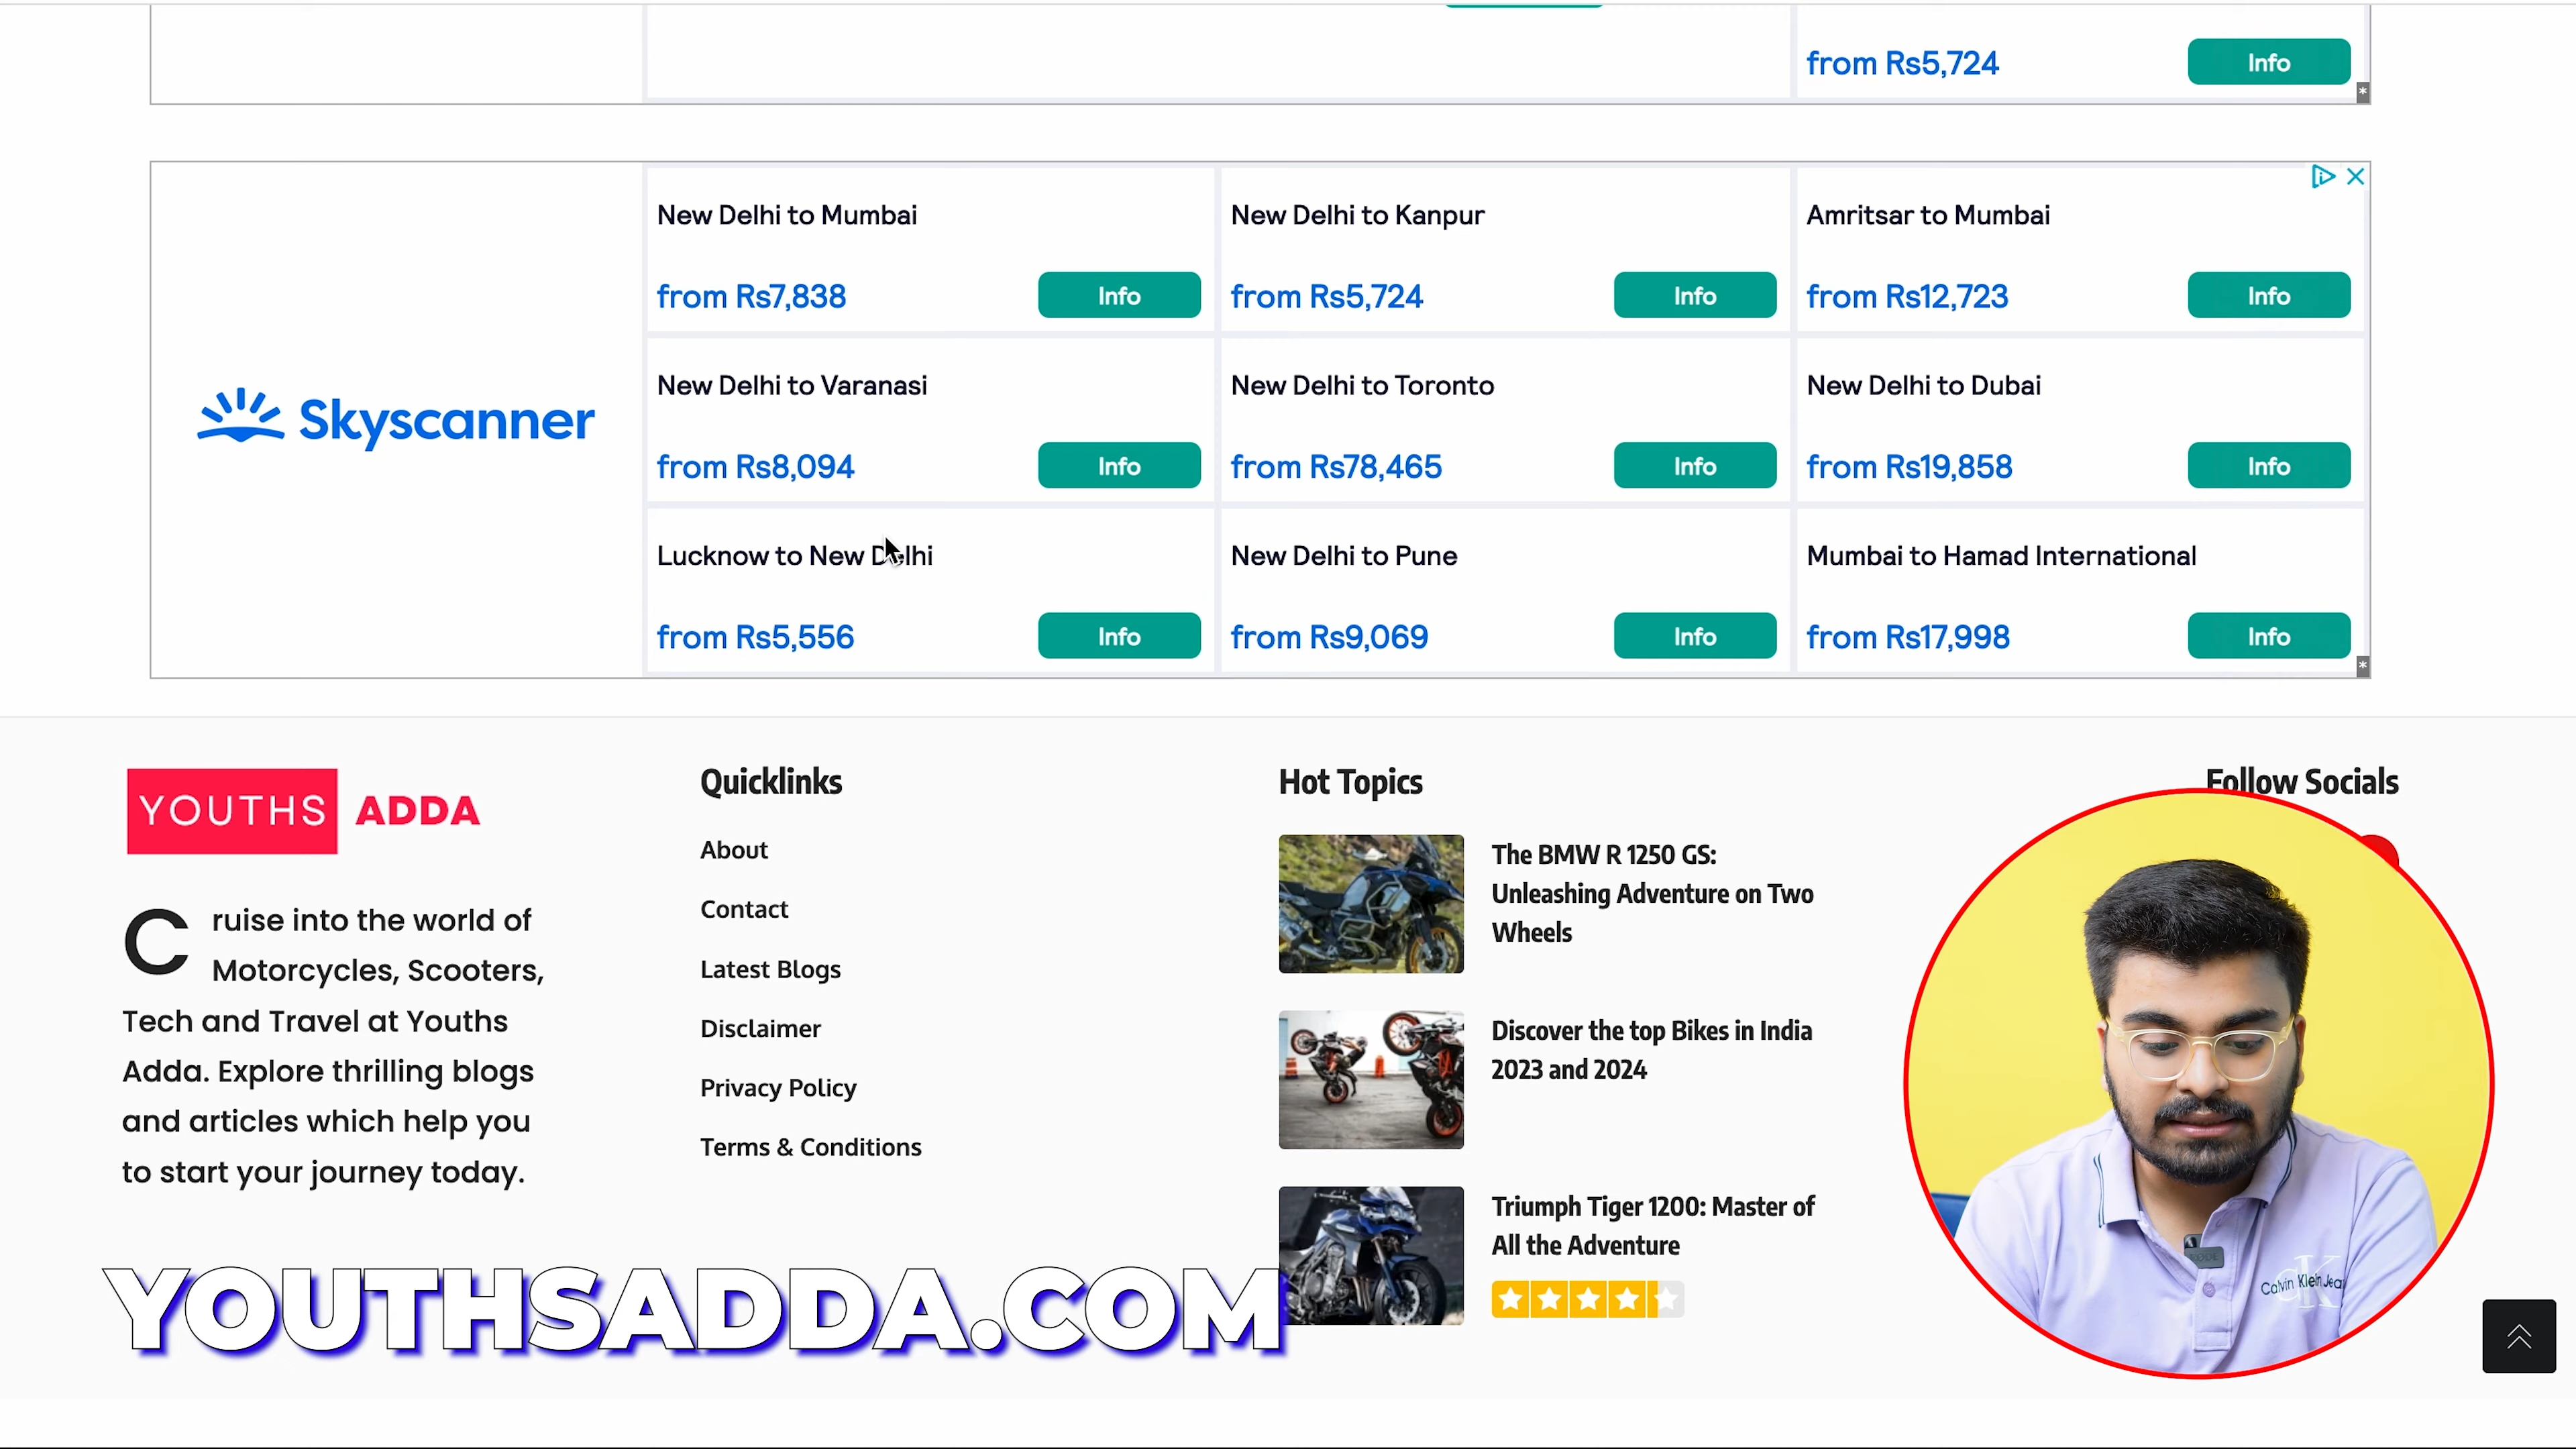 from Rs5,724
Info
New Delhi to Mumbai
from Rs7,838
Info
New Delhi to Kanpur
from Rs5,724
Info
Amritsar to Mumbai
from Rs12,723
Info
Skyscanner
New Delhi to Varanasi
from Rs8,094
Info
New Delhi to Toronto
from Rs78,465
Info
New Delhi to Dubai
from Rs19,858
Info
Lucknow to New Delhi
from Rs5,556
Info
New Delhi to Pune
from Rs9,069
Info
Mumbai to Hamad International
from Rs17,998
Info
YOUTHS ADDA
Cruise into the world of
Motorcycles, Scooters,
Tech and Travel at Youths
Adda. Explore thrilling blogs
and articles which help you
to start your journey today.
Quicklinks
About
Contact
Latest Blogs
Disclaimer
Privacy Policy
Terms & Conditions
Hot Topics
The BMW R 1250 GS:
Unleashing Adventure on Two
Wheels
Discover the top Bikes in India
2023 and 2024
Triumph Tiger 1200: Master of
All the Adventure
Follow Socials
Calvin Klein Jea
YOUTHSADDA.COM